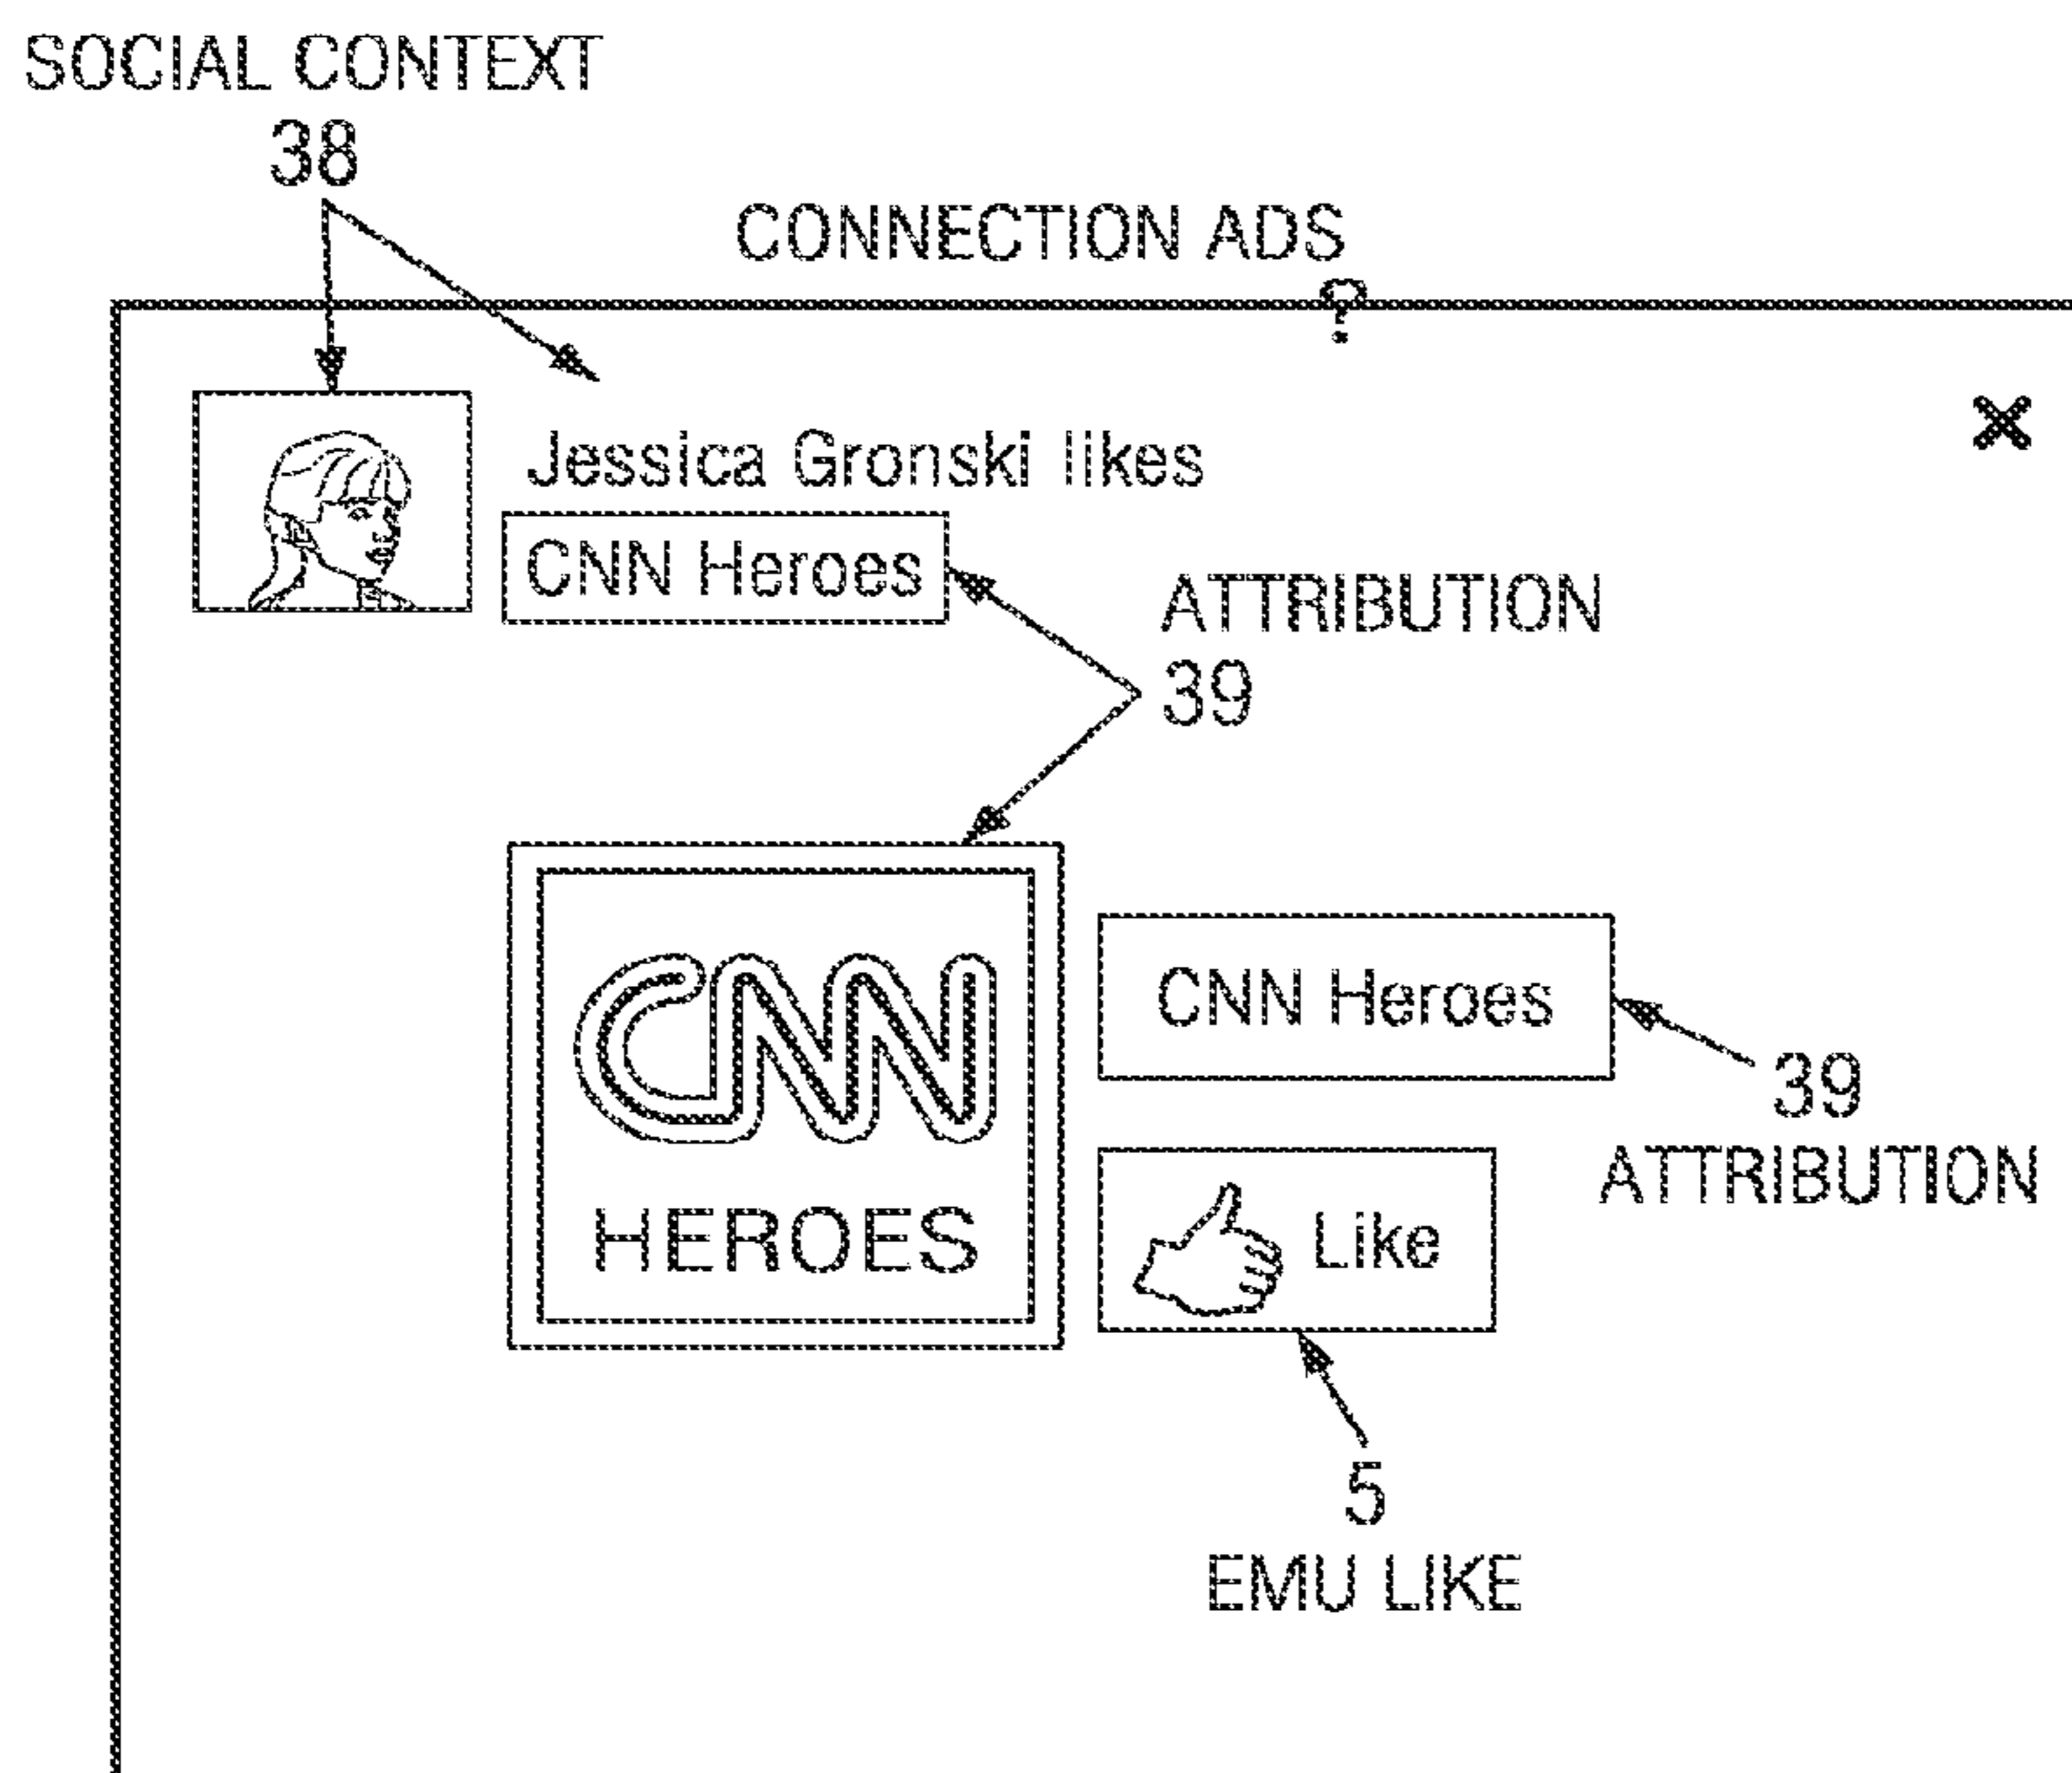 SOCIAL CONTEXT
38
CONNECTION ADS
?
Jessica Gronski likes
CNN Heroes
ATTRIBUTION
39
CNN
HEROES
CNN Heroes
39
ATTRIBUTION
Like
5
EMU LIKE